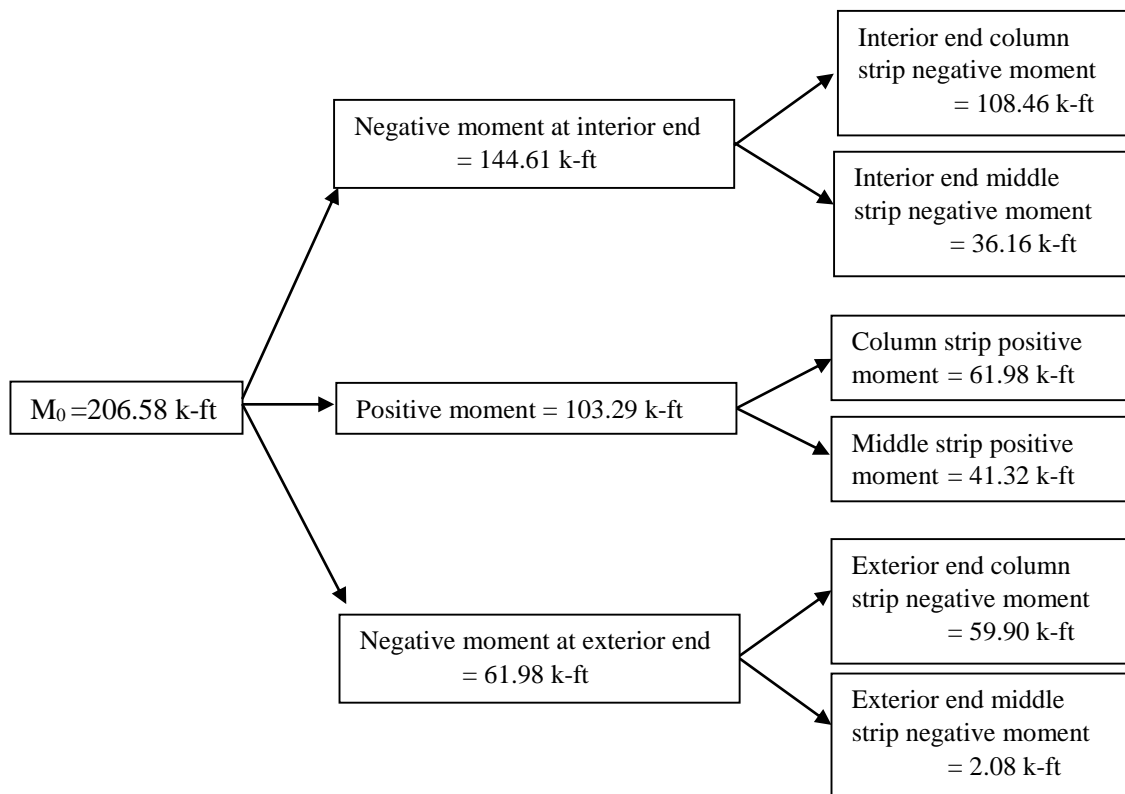 Interior end column
strip negative moment
= 108.46 k-ft
Negative moment at interior end
= 144.61 k-ft
Interior end middle
strip negative moment
= 36.16 k-ft
Column strip positive
moment = 61.98 k-ft
M₀ =206.58 k-ft
Positive moment = 103.29 k-ft
Middle strip positive
moment = 41.32 k-ft
Exterior end column
strip negative moment
= 59.90 k-ft
Negative moment at exterior end
= 61.98 k-ft
Exterior end middle
strip negative moment
= 2.08 k-ft